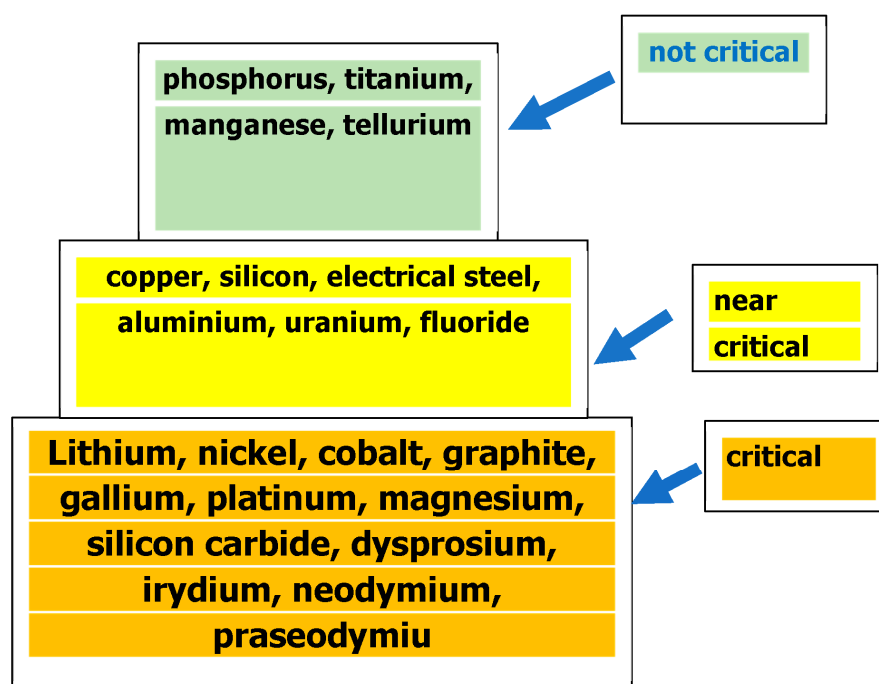 phosphorus, titanium,
manganese, tellurium
not critical
copper, silicon, electrical steel,
aluminium, uranium, fluoride
near
critical
Lithium, nickel, cobalt, graphite,
gallium, platinum, magnesium,
silicon carbide, dysprosium,
irydium, neodymium,
praseodymiu
critical